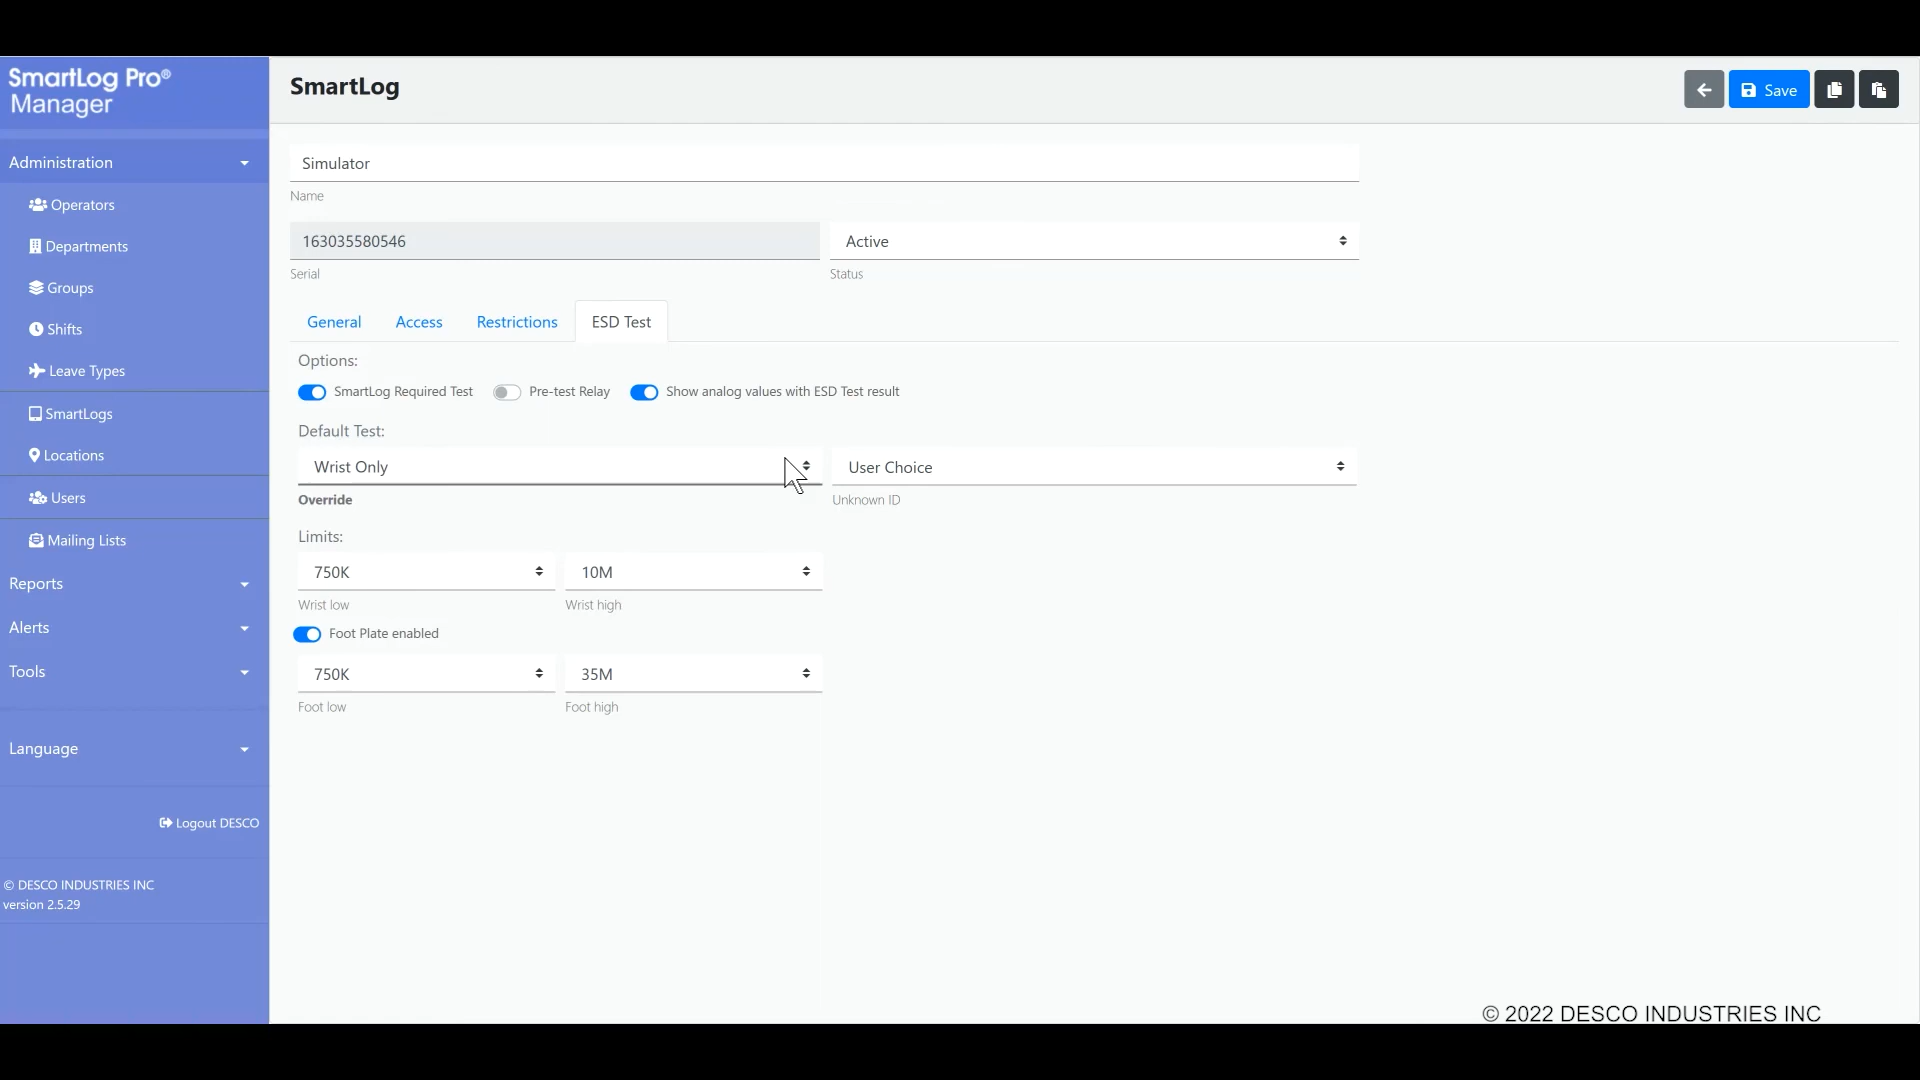 SmartLog Pro®
Manager
Administration
Operators
Departments
Groups
Shifts
Leave Types
SmartLogs
Locations
Users
Mailing Lists
Reports
Alerts
Tools
Language
Logout DESCO
© DESCO INDUSTRIES INC
version 2.5.29
SmartLog
Save
Simulator
Name
163035580546 Active
Serial Status
General Access Restrictions ESD Test
Options:
SmartLog Required Test Pre-test Relay Show analog values with ESD Test result
Default Test:
Wrist Only User Choice
Override Unknown ID
Limits:
750K 10M
Wrist low Wrist high
Foot Plate enabled
750K 35M
Foot low Foot high
© 2022 DESCO INDUSTRIES INC